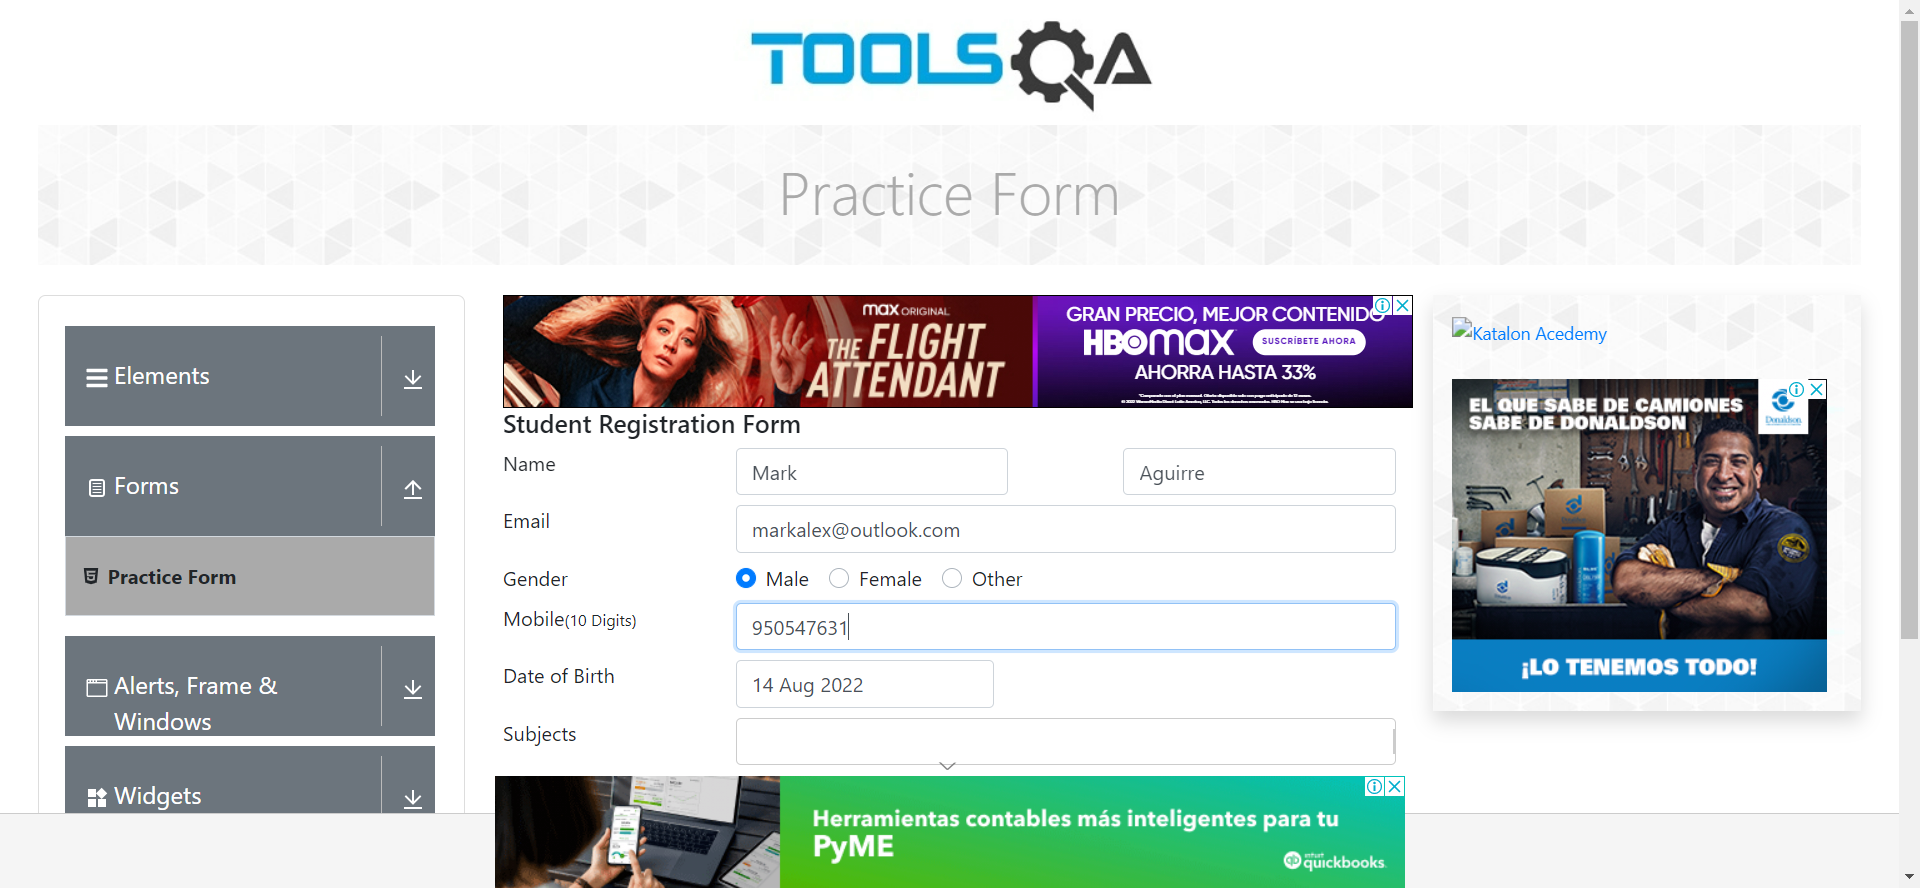 TOOLSQA
Practice Form
Elements
Forms
Practice Form
Alerts, Frame &
Windows
Widgets
max ORIGINAL
THE FLIGHT
ATTENDANT
GRAN PRECIO, MEJOR CONTENIDO
HBOmax
SUSCRÍBETE AHORA
AHORRA HASTA 33%
Student Registration Form
Name
Mark
Aguirre
Email
markalex@outlook.com
Gender
Male
Female
Other
Mobile(10 Digits)
950547631
Date of Birth
14 Aug 2022
Subjects
Katalon Acedemy
EL QUE SABE DE CAMIONES
SABE DE DONALDSON
Donaldson
¡LO TENEMOS TODO!
Herramientas contables más inteligentes para tu
PyME
intuit
quickbooks.